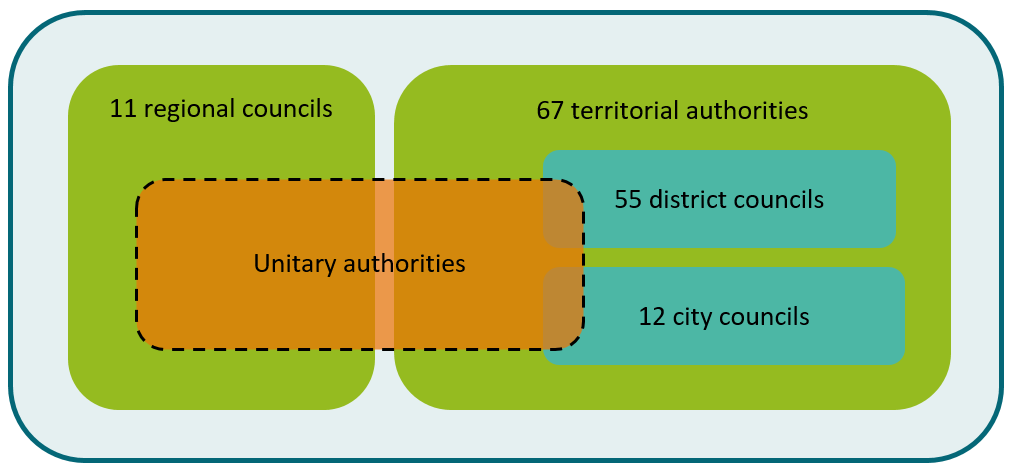 11 regional councils
67 territorial authorities
55 district councils
Unitary authorities
12 city councils